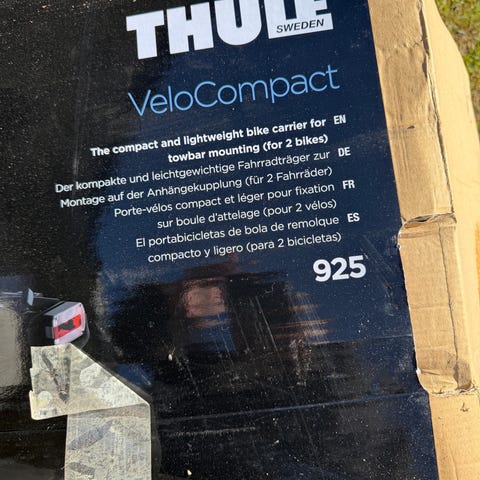 THULE
SWEDEN
VeloCompact
The compact and lightweight bike carrier for EN
towbar mounting (for 2 bikes)
Der kompakte und leichtgewichtige Fahrradträger zur DE
Montage auf der Anhängekupplung (für 2 Fahrräder)
Porte-vélos compact et léger pour fixation FR
sur boule d'attelage (pour 2 vélos)
El portabicicletas de bola de remolque ES
compacto y ligero (para 2 bicicletas)
925